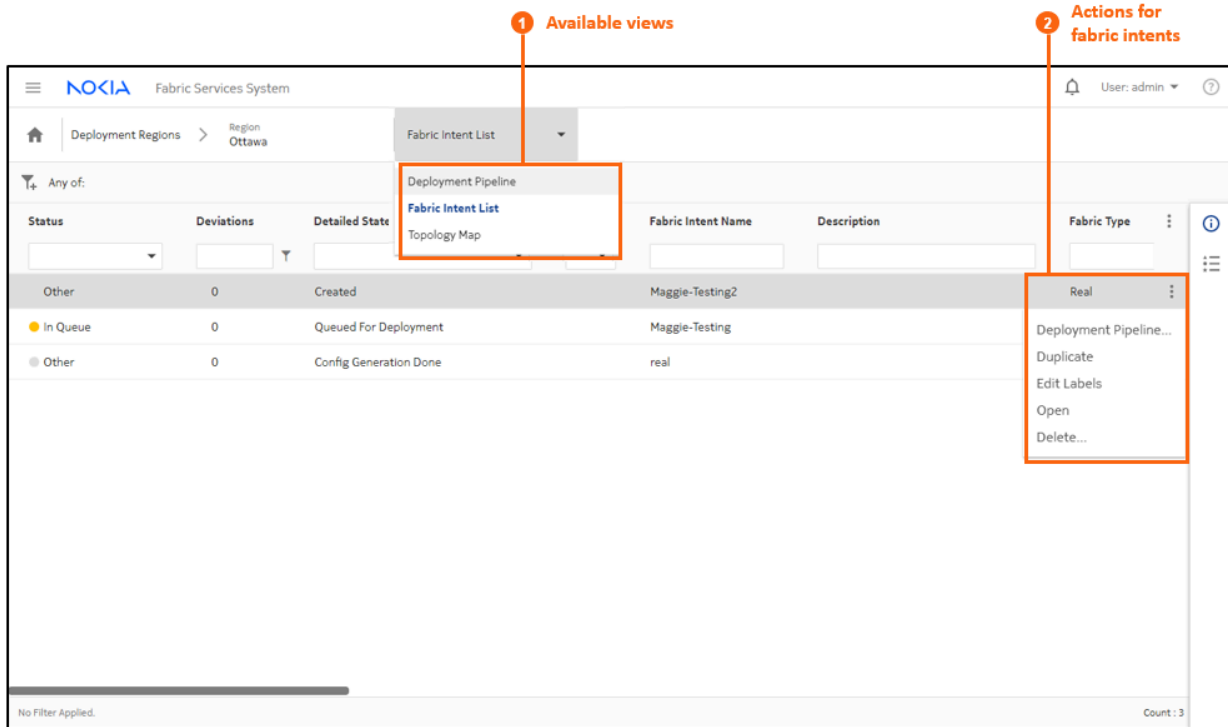 1 Available views
2 Actions for
fabric intents
NOKIA Fabric Services System
User: admin
?
Deployment Regions
Region
Ottawa
Fabric Intent List
Any of:
Deployment Pipeline
Fabric Intent List
Topology Map
Status Deviations Detailed State Fabric Intent Name Description Fabric Type
Other 0 Created Maggie-Testing2 Real
In Queue 0 Queued For Deployment Maggie-Testing
Other 0 Config Generation Done real
Deployment Pipeline...
Duplicate
Edit Labels
Open
Delete...
No Filter Applied. Count : 3